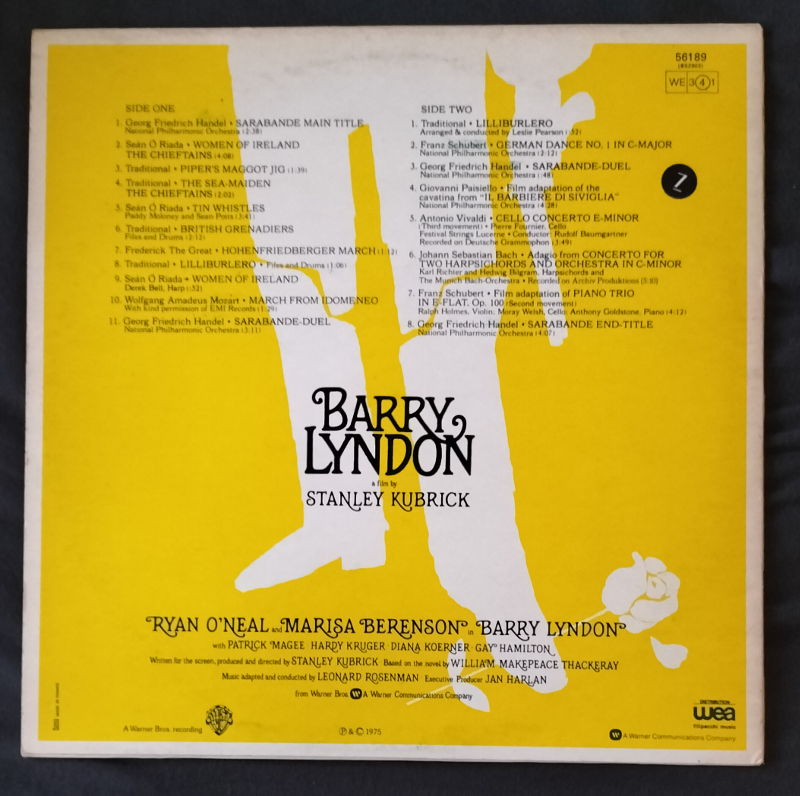 56189
(BS2903)
WE 3 4 1
SIDE ONE
1. Georg Friedrich Handel • SARABANDE MAIN TITLE
National Philharmonic Orchestra (2:38)
2. Seán Ó Riada • WOMEN OF IRELAND
THE CHIEFTAINS (4:08)
3. Traditional • PIPER'S MAGGOT JIG (1:39)
4. Traditional • THE SEA-MAIDEN
THE CHIEFTAINS (2:02)
5. Seán Ó Riada • TIN WHISTLES
Paddy Moloney and Sean Potts (3:41)
6. Traditional • BRITISH GRENADIERS
Fifes and Drums (2:12)
7. Frederick The Great • HOHENFRIEDBERGER MARCH (1:12)
8. Traditional • LILLIBURLERO • Fifes and Drums (1:06)
9. Seán Ó Riada • WOMEN OF IRELAND
Derek Bell, Harp (:52)
10. Wolfgang Amadeus Mozart • MARCH FROM IDOMENEO
With kind permission of EMI Records (1:29)
11. Georg Friedrich Handel • SARABANDE-DUEL
National Philharmonic Orchestra (3:11)
SIDE TWO
1. Traditional • LILLIBURLERO
Arranged & conducted by Leslie Pearson (:52)
2. Franz Schubert • GERMAN DANCE NO. 1 IN C-MAJOR
National Philharmonic Orchestra (2:12)
3. Georg Friedrich Handel • SARABANDE-DUEL
National Philharmonic Orchestra (:48)
4. Giovanni Paisiello • Film adaptation of the
cavatina from "IL BARBIERE DI SIVIGLIA"
National Philharmonic Orchestra (4:28)
5. Antonio Vivaldi • CELLO CONCERTO E-MINOR
(Third movement) • Pierre Fournier, Cello
Festival Strings Lucerne • Conductor: Rudolf Baumgartner
Recorded on Deutsche Grammophon (3:49)
6. Johann Sebastian Bach • Adagio from CONCERTO FOR
TWO HARPSICHORDS AND ORCHESTRA IN C-MINOR
Karl Richter and Hedwig Bilgram, Harpsichords and
The Munich Bach-Orchestra • Recorded on Archiv Produktions (5:10)
7. Franz Schubert • Film adaptation of PIANO TRIO
IN E-FLAT, Op. 100 (Second movement)
Ralph Holmes, Violin; Moray Welsh, Cello; Anthony Goldstone, Piano (4:12)
8. Georg Friedrich Handel • SARABANDE END-TITLE
National Philharmonic Orchestra (4:07)
BARRY
LYNDON
a film by
STANLEY KUBRICK
RYAN O'NEAL and MARISA BERENSON in BARRY LYNDON
with PATRICK MAGEE HARDY KRUGER DIANA KOERNER GAY HAMILTON
Written for the screen, produced and directed by STANLEY KUBRICK Based on the novel by WILLIAM MAKEPEACE THACKERAY
Music adapted and conducted by LEONARD ROSENMAN Executive Producer JAN HARLAN
from Warner Bros. A Warner Communications Company
MADE IN FRANCE
A Warner Bros. recording
WB
℗ & © 1975
DISTRIBUTION
wea
filipacchi music
A Warner Communications Company